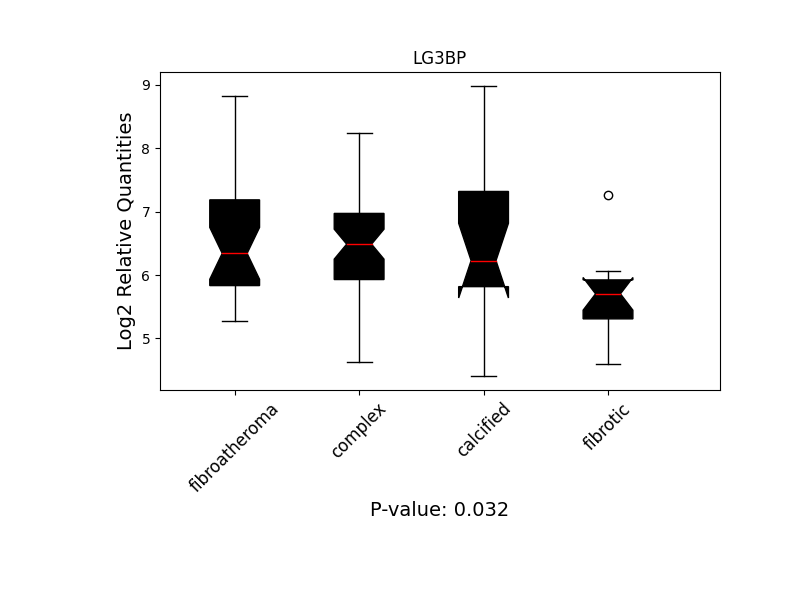 LG3BP
Log2 Relative Quantities
9
8
7
6
5
fibroatheroma
complex
calcified
fibrotic
P-value: 0.032